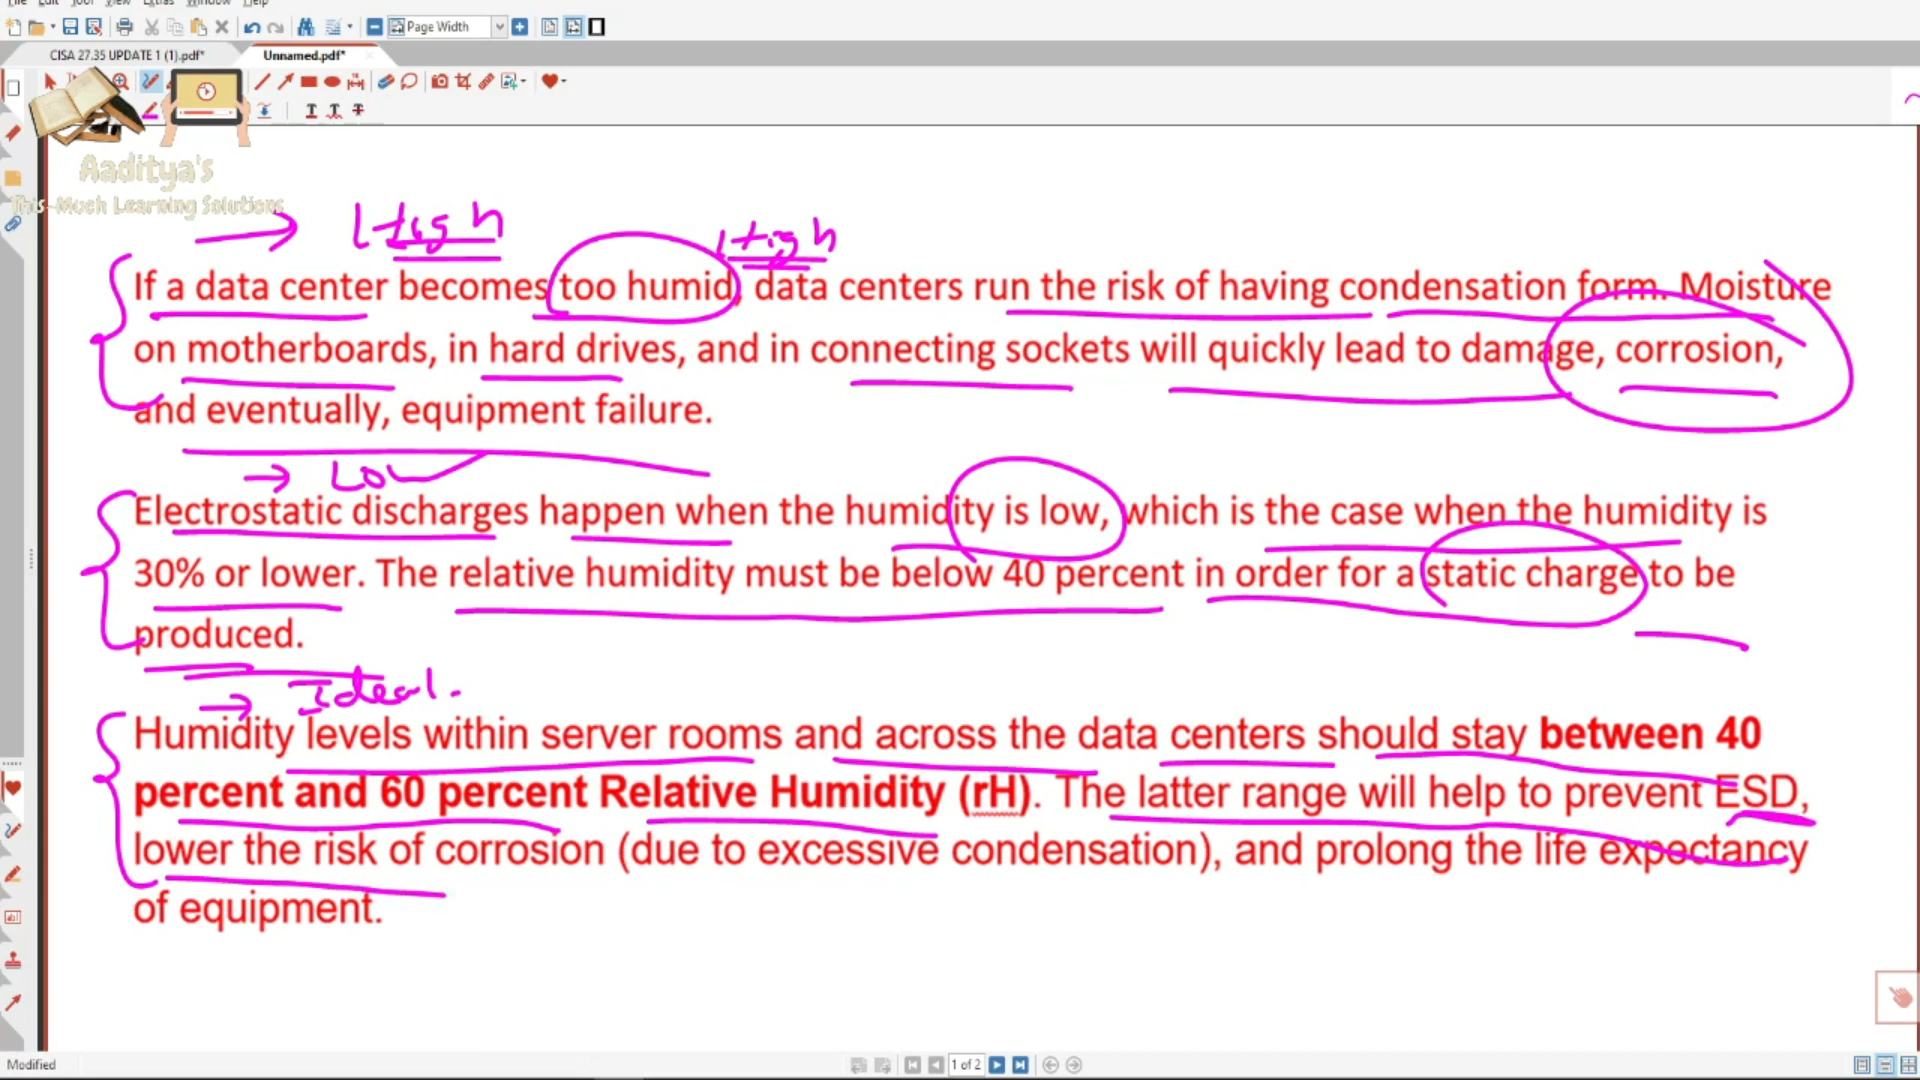 File Edit Tool View Extras Window Help
Page Width
CISA 27.35 UPDATE 1 (1).pdf*
Unnamed.pdf*
Aaditya's
This-Much Learning Solutions
→ High
High
If a data center becomes too humid, data centers run the risk of having condensation form. Moisture
on motherboards, in hard drives, and in connecting sockets will quickly lead to damage, corrosion,
and eventually, equipment failure.
→ Low
Electrostatic discharges happen when the humidity is low, which is the case when the humidity is
30% or lower. The relative humidity must be below 40 percent in order for a static charge to be
produced.
→ Ideal.
Humidity levels within server rooms and across the data centers should stay between 40
percent and 60 percent Relative Humidity (rH). The latter range will help to prevent ESD,
lower the risk of corrosion (due to excessive condensation), and prolong the life expectancy
of equipment.
Modified
1 of 2